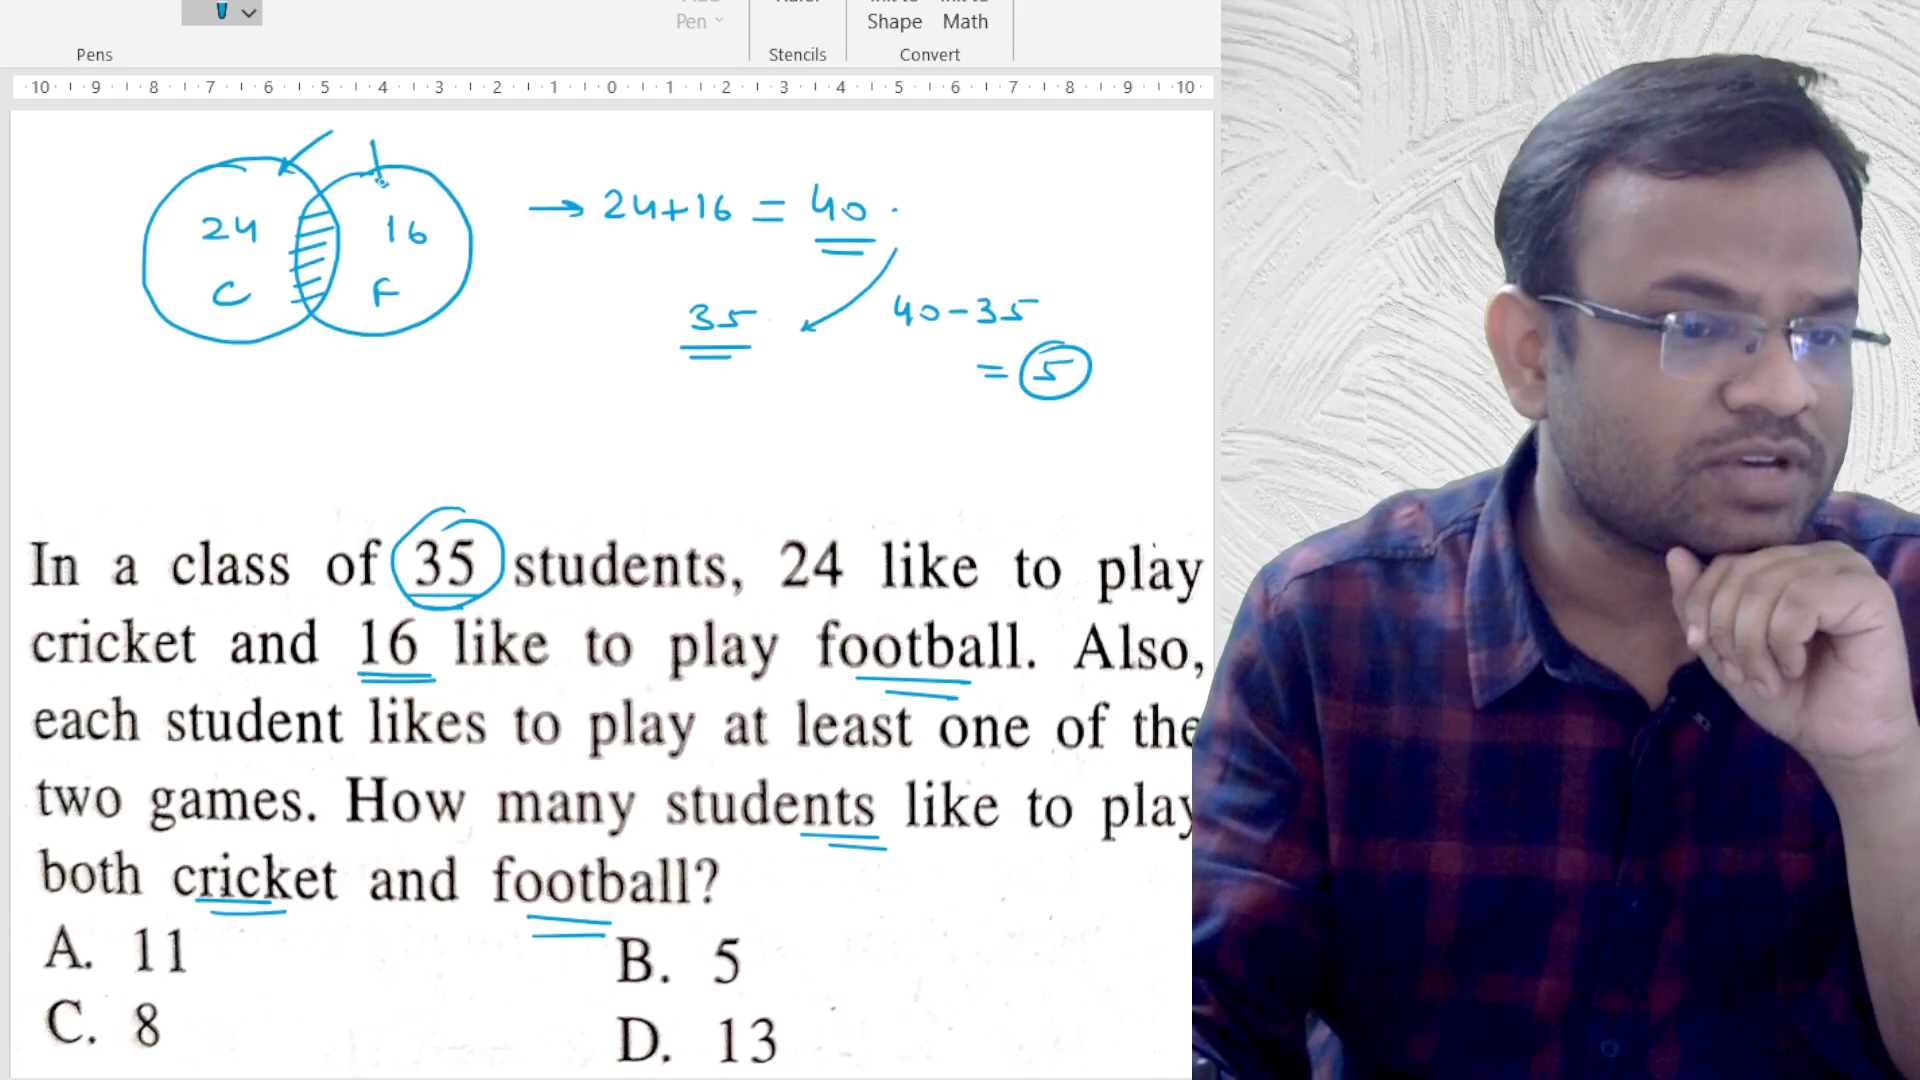 Pen
Shape Math
Pens
Stencils
Convert
10 9 8 7 6 5 4 3 2 1 0 1 2 3 4 5 6 7 8 9 10
24 16 → 24+16 = 40
C F
35 40-35
= 5
In a class of 35 students, 24 like to play
cricket and 16 like to play football. Also,
each student likes to play at least one of the
two games. How many students like to play
both cricket and football?
A. 11 B. 5
C. 8 D. 13